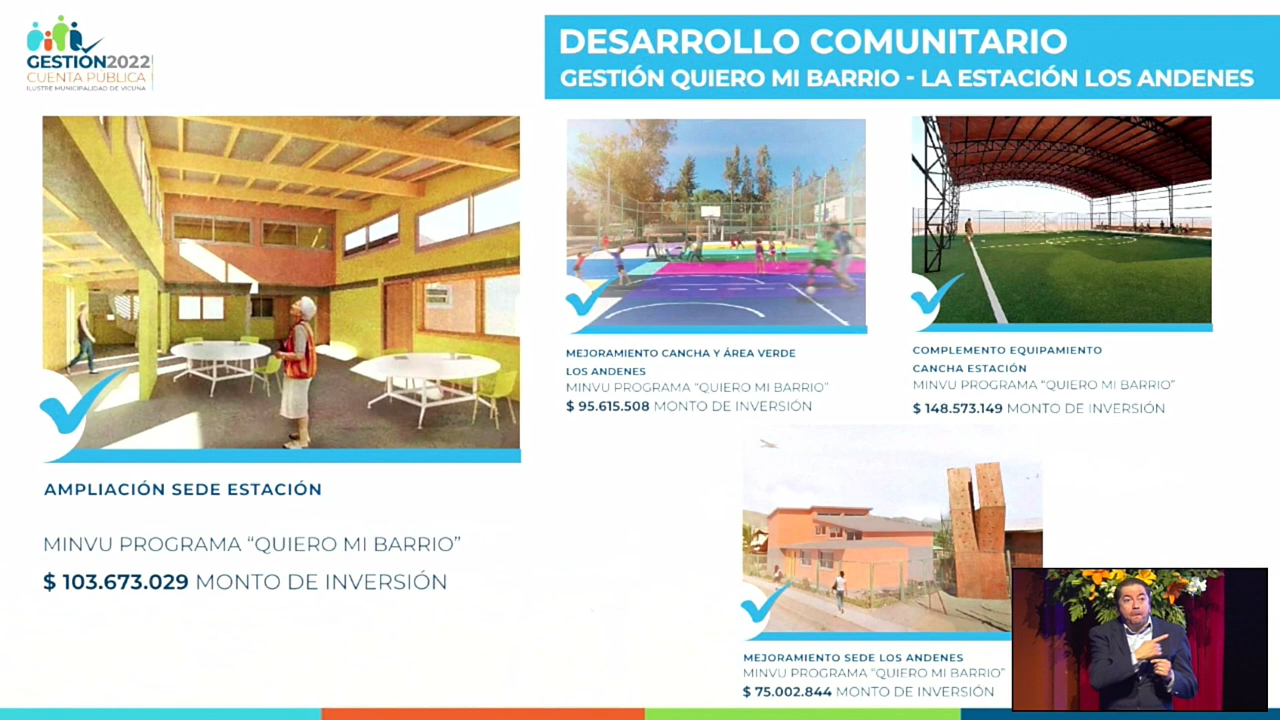 GESTIÓN2022
CUENTA PÚBLICA
ILUSTRE MUNICIPALIDAD DE VICUÑA
DESARROLLO COMUNITARIO
GESTIÓN QUIERO MI BARRIO - LA ESTACIÓN LOS ANDENES
AMPLIACIÓN SEDE ESTACIÓN
MINVU PROGRAMA “QUIERO MI BARRIO”
$ 103.673.029 MONTO DE INVERSIÓN
MEJORAMIENTO CANCHA Y ÁREA VERDE
LOS ANDENES
MINVU PROGRAMA “QUIERO MI BARRIO”
$ 95.615.508 MONTO DE INVERSIÓN
COMPLEMENTO EQUIPAMIENTO
CANCHA ESTACIÓN
MINVU PROGRAMA “QUIERO MI BARRIO”
$ 148.573.149 MONTO DE INVERSIÓN
MEJORAMIENTO SEDE LOS ANDENES
MINVU PROGRAMA “QUIERO MI BARRIO”
$ 75.002.844 MONTO DE INVERSIÓN